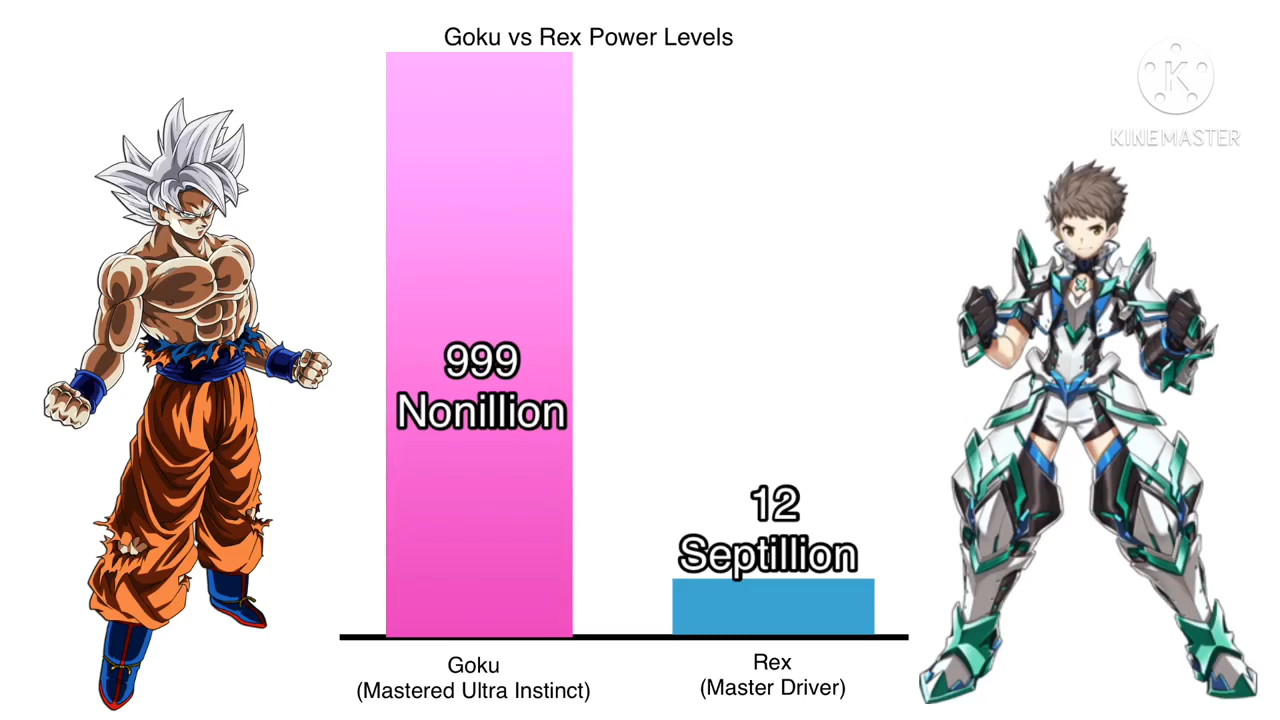 Goku vs Rex Power Levels
K
KINEMASTER
999
Nonillion
12
Septillion
Goku
(Mastered Ultra Instinct)
Rex
(Master Driver)